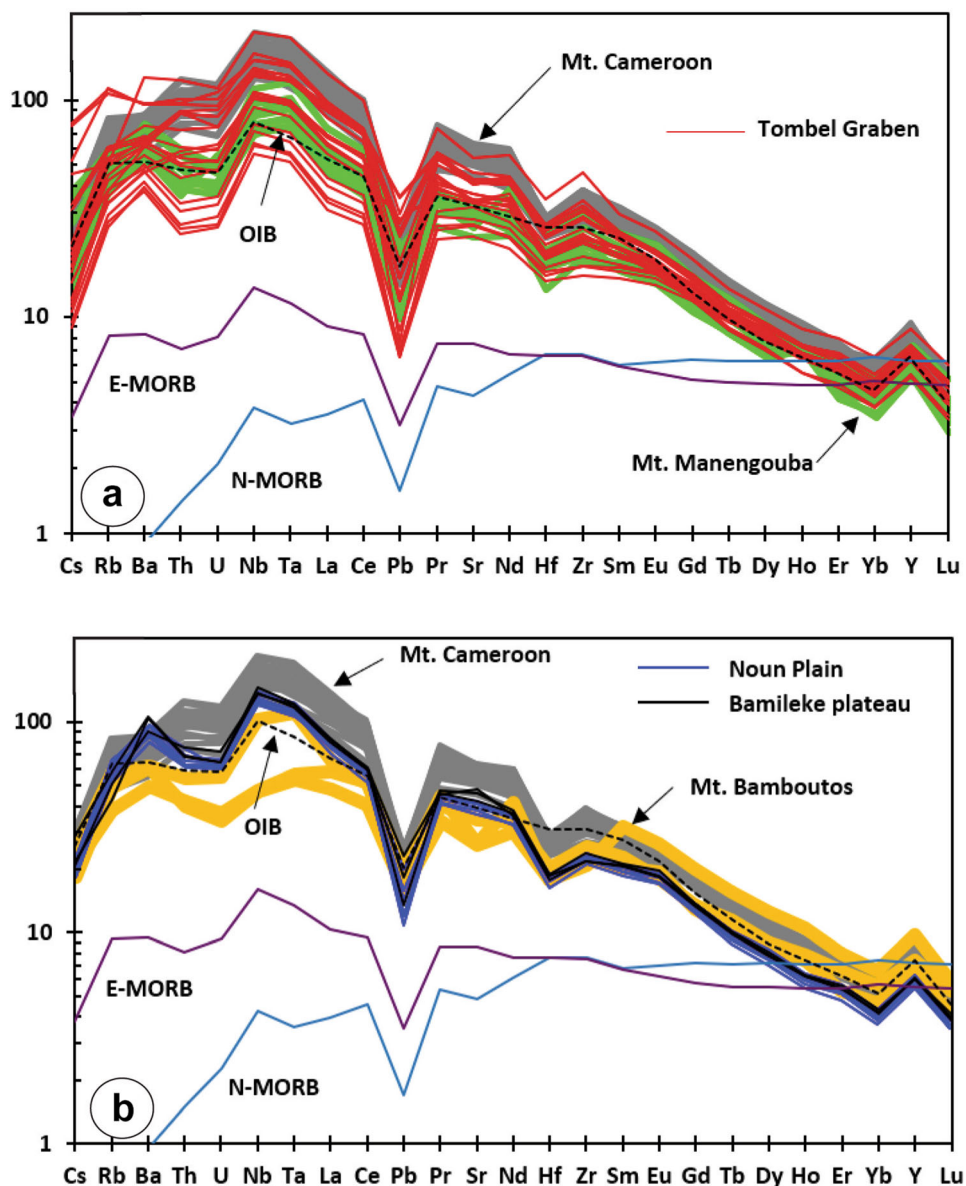 100
10
1
Mt. Cameroon
Tombel Graben
OIB
E-MORB
N-MORB
Mt. Manengouba
a
Cs Rb Ba Th U Nb Ta La Ce Pb Pr Sr Nd Hf Zr Sm Eu Gd Tb Dy Ho Er Yb Y Lu
100
10
1
Mt. Cameroon
Noun Plain
Bamileke plateau
OIB
Mt. Bamboutos
E-MORB
N-MORB
b
Cs Rb Ba Th U Nb Ta La Ce Pb Pr Sr Nd Hf Zr Sm Eu Gd Tb Dy Ho Er Yb Y Lu